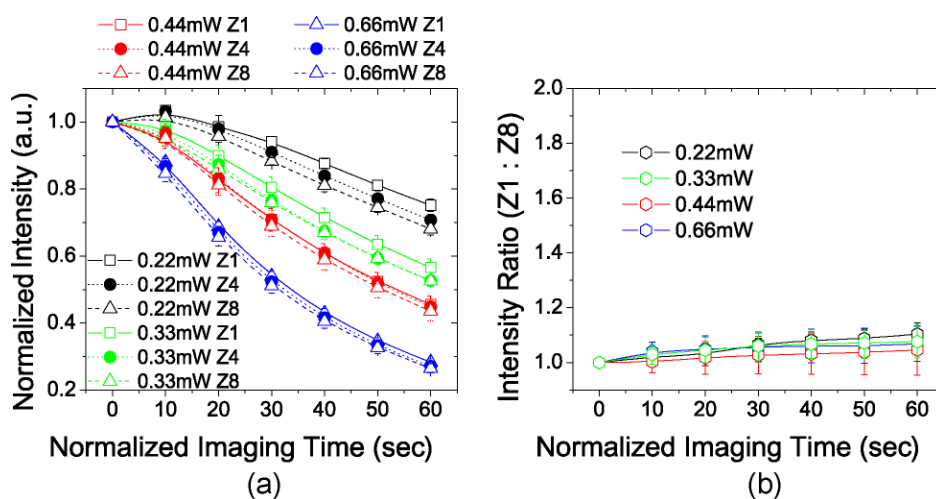 0.44mW Z1
0.44mW Z4
0.44mW Z8
0.66mW Z1
0.66mW Z4
0.66mW Z8
Normalized Intensity (a.u.)
1.0
0.8
0.6
0.4
0.2
0.22mW Z1
0.22mW Z4
0.22mW Z8
0.33mW Z1
0.33mW Z4
0.33mW Z8
0 10 20 30 40 50 60
Normalized Imaging Time (sec)
(a)
Intensity Ratio (Z1 : Z8)
2.0
1.8
1.6
1.4
1.2
1.0
0.22mW
0.33mW
0.44mW
0.66mW
0 10 20 30 40 50 60
Normalized Imaging Time (sec)
(b)